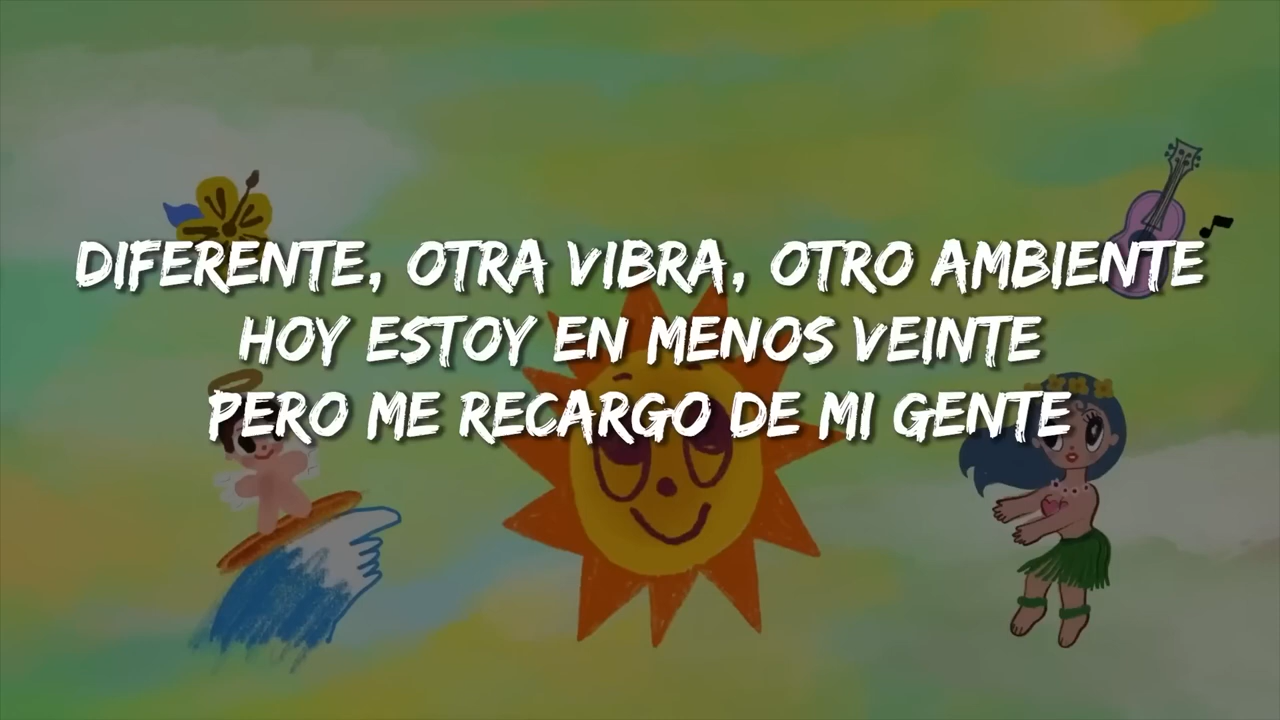 DIFERENTE, OTRA VIBRA, OTRO AMBIENTE
HOY ESTOY EN MENOS VEINTE
PERO ME RECARGO DE MI GENTE